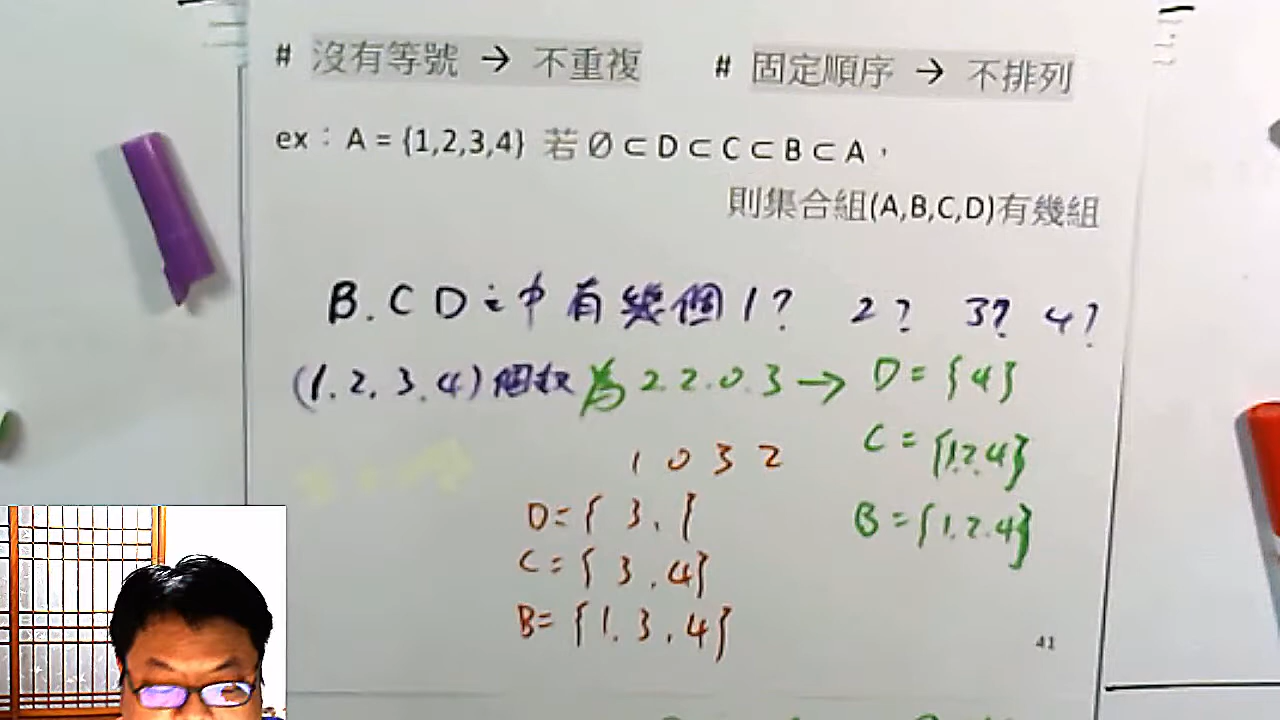 # 沒有等號 → 不重複 # 固定順序 → 不排列
ex：A = {1,2,3,4} 若 ∅ ⊂ D ⊂ C ⊂ B ⊂ A，
則集合組(A,B,C,D)有幾組
B.C D之中有幾個1? 2? 3? 4?
(1.2.3.4)個數為2.2.0.3 → D={4}
C={1.2.4}
B={1.2.4}
1 0 3 2
D={ 3. }
C={ 3.4}
B={1.3.4}
41